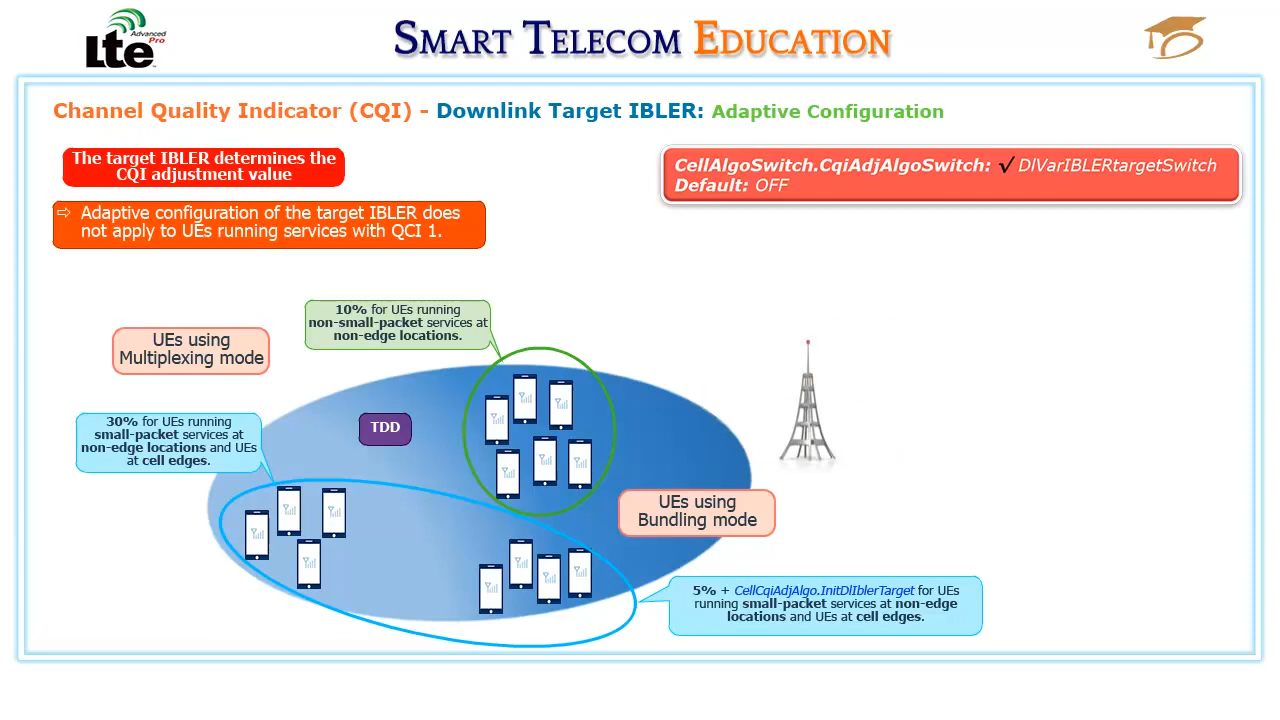 LTE Advanced Pro
SMART TELECOM EDUCATION
Channel Quality Indicator (CQI) - Downlink Target IBLER: Adaptive Configuration
The target IBLER determines the
CQI adjustment value
CellAlgoSwitch.CqiAdjAlgoSwitch: √ DlVarIBLERtargetSwitch
Default: OFF
⇨ Adaptive configuration of the target IBLER does
not apply to UEs running services with QCI 1.
10% for UEs running
non-small-packet services at
non-edge locations.
UEs using
Multiplexing mode
30% for UEs running
small-packet services at
non-edge locations and UEs
at cell edges.
TDD
UEs using
Bundling mode
5% + CellCqiAdjAlgo.InitDlIblerTarget for UEs
running small-packet services at non-edge
locations and UEs at cell edges.